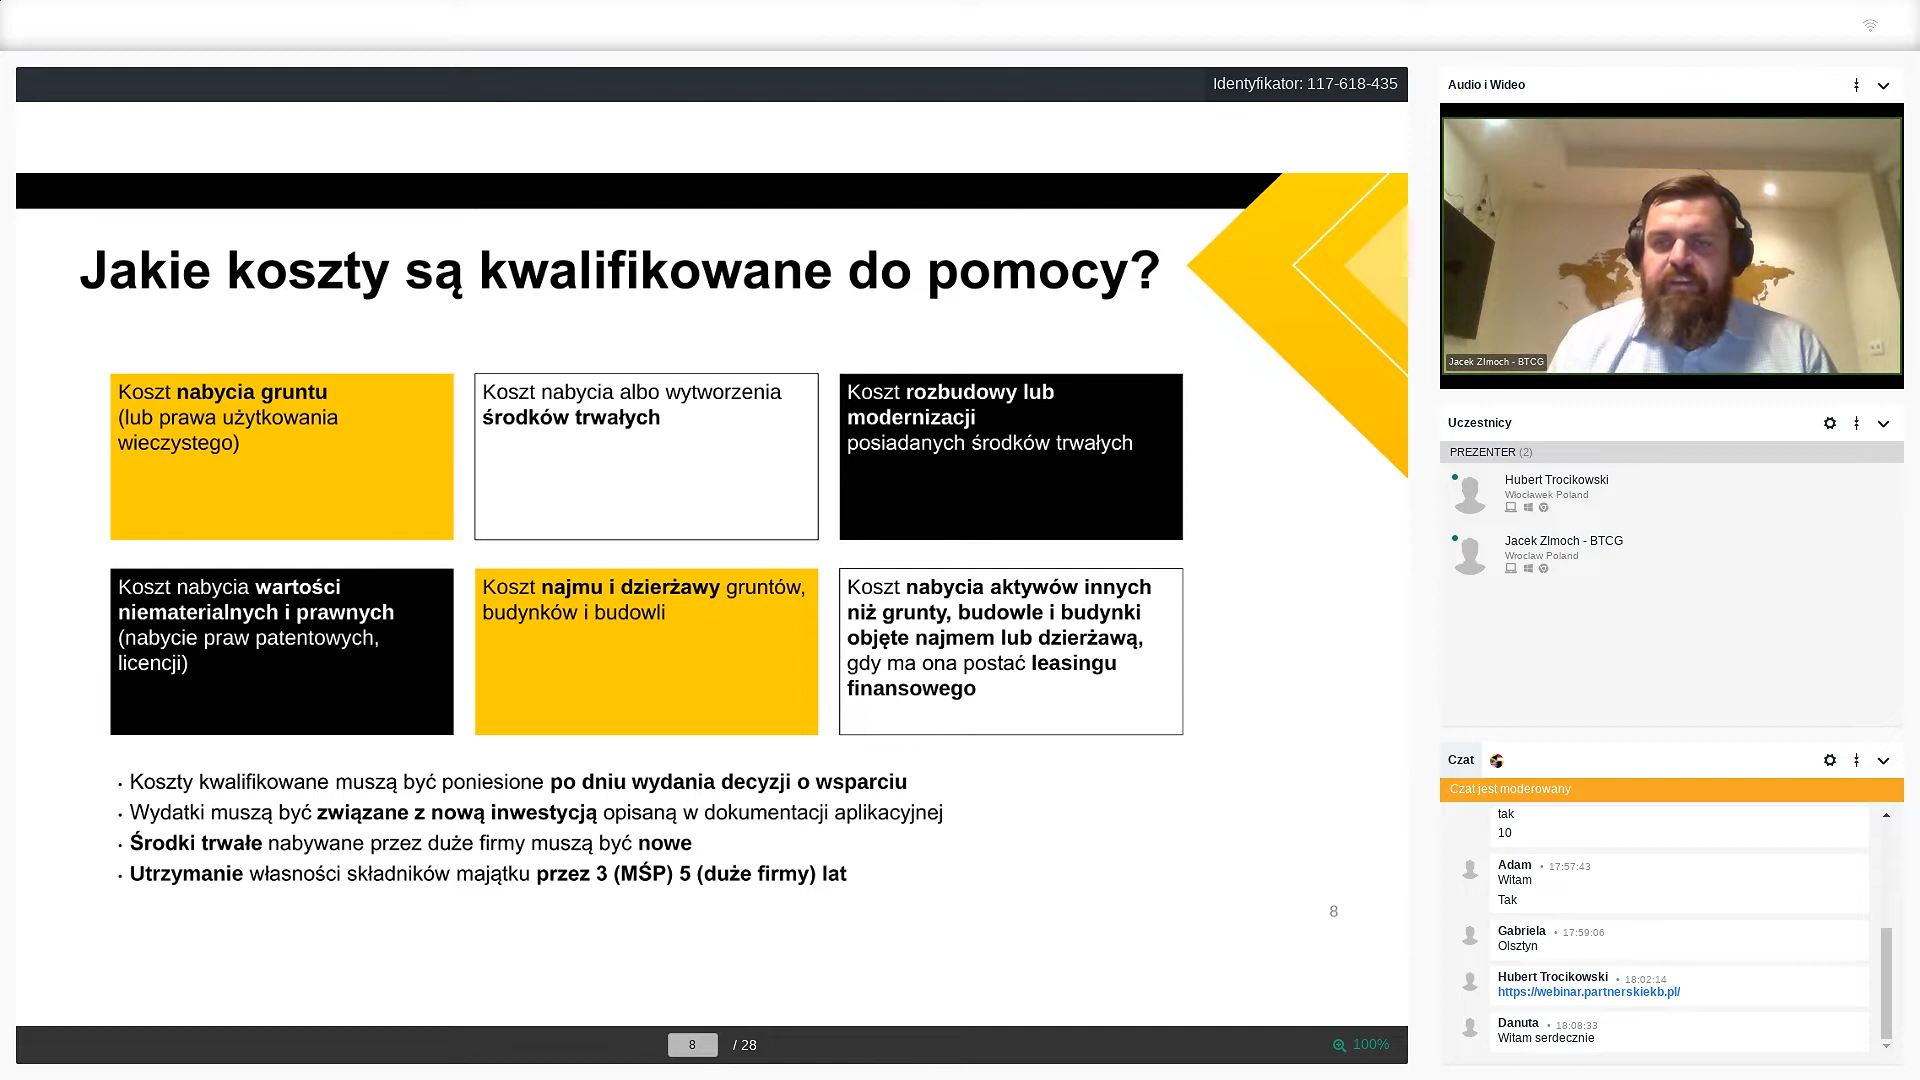 Identyfikator: 117-618-435
Jakie koszty są kwalifikowane do pomocy?
Koszt nabycia gruntu
(lub prawa użytkowania
wieczystego)
Koszt nabycia albo wytworzenia
środków trwałych
Koszt rozbudowy lub
modernizacji
posiadanych środków trwałych
Koszt nabycia wartości
niematerialnych i prawnych
(nabycie praw patentowych,
licencji)
Koszt najmu i dzierżawy gruntów,
budynków i budowli
Koszt nabycia aktywów innych
niż grunty, budowle i budynki
objęte najmem lub dzierżawą,
gdy ma ona postać leasingu
finansowego
• Koszty kwalifikowane muszą być poniesione po dniu wydania decyzji o wsparciu
• Wydatki muszą być związane z nową inwestycją opisaną w dokumentacji aplikacyjnej
• Środki trwałe nabywane przez duże firmy muszą być nowe
• Utrzymanie własności składników majątku przez 3 (MŚP) 5 (duże firmy) lat
8
8 / 28
100%
Audio i Wideo
Jacek ZImoch - BTCG
Uczestnicy
PREZENTER (2)
Hubert Trocikowski
Włocławek Poland
Jacek ZImoch - BTCG
Wroclaw Poland
Czat
Czat jest moderowany
tak
10
Adam • 17:57:43
Witam
Tak
Gabriela • 17:59:06
Olsztyn
Hubert Trocikowski • 18:02:14
https://webinar.partnerskiekb.pl/
Danuta • 18:08:33
Witam serdecznie